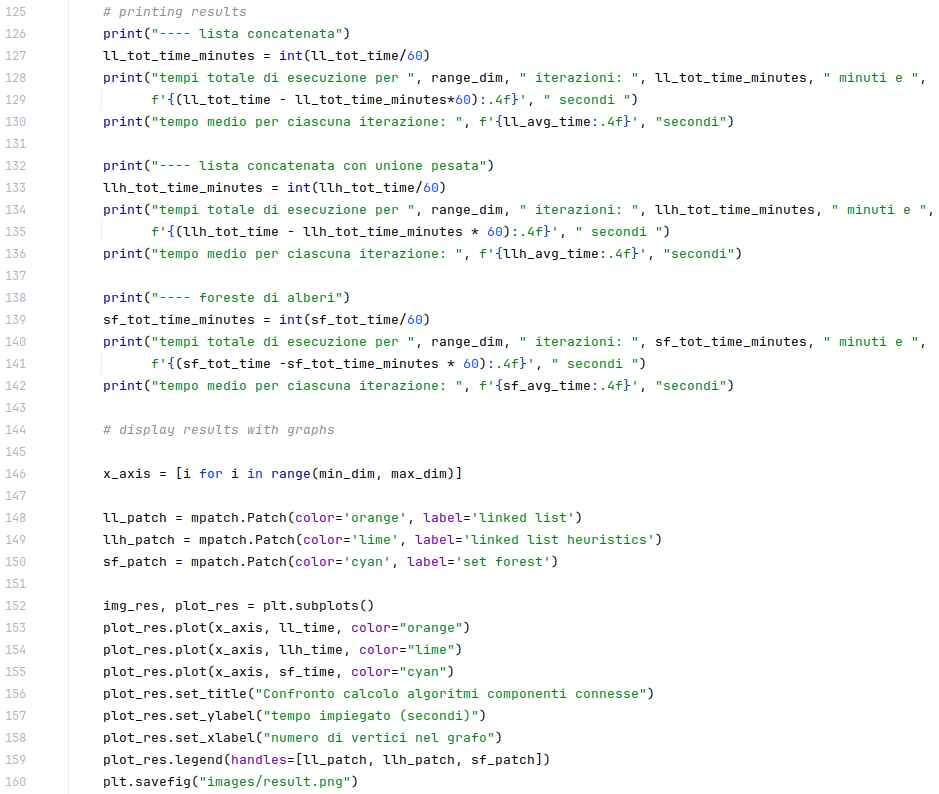 125 # printing results
126 print("---- lista concatenata")
127 ll_tot_time_minutes = int(ll_tot_time/60)
128 print("tempi totale di esecuzione per ", range_dim, " iterazioni: ", ll_tot_time_minutes, " minuti e ",
129 f'{(ll_tot_time - ll_tot_time_minutes*60):.4f}', " secondi ")
130 print("tempo medio per ciascuna iterazione: ", f'{ll_avg_time:.4f}', "secondi")
131
132 print("---- lista concatenata con unione pesata")
133 llh_tot_time_minutes = int(llh_tot_time/60)
134 print("tempi totale di esecuzione per ", range_dim, " iterazioni: ", llh_tot_time_minutes, " minuti e ",
135 f'{(llh_tot_time - llh_tot_time_minutes * 60):.4f}', " secondi ")
136 print("tempo medio per ciascuna iterazione: ", f'{llh_avg_time:.4f}', "secondi")
137
138 print("---- foreste di alberi")
139 sf_tot_time_minutes = int(sf_tot_time/60)
140 print("tempi totale di esecuzione per ", range_dim, " iterazioni: ", sf_tot_time_minutes, " minuti e ",
141 f'{(sf_tot_time -sf_tot_time_minutes * 60):.4f}', " secondi ")
142 print("tempo medio per ciascuna iterazione: ", f'{sf_avg_time:.4f}', "secondi")
143
144 # display results with graphs
145
146 x_axis = [i for i in range(min_dim, max_dim)]
147
148 ll_patch = mpatch.Patch(color='orange', label='linked list')
149 llh_patch = mpatch.Patch(color='lime', label='linked list heuristics')
150 sf_patch = mpatch.Patch(color='cyan', label='set forest')
151
152 img_res, plot_res = plt.subplots()
153 plot_res.plot(x_axis, ll_time, color="orange")
154 plot_res.plot(x_axis, llh_time, color="lime")
155 plot_res.plot(x_axis, sf_time, color="cyan")
156 plot_res.set_title("Confronto calcolo algoritmi componenti connesse")
157 plot_res.set_ylabel("tempo impiegato (secondi)")
158 plot_res.set_xlabel("numero di vertici nel grafo")
159 plot_res.legend(handles=[ll_patch, llh_patch, sf_patch])
160 plt.savefig("images/result.png")